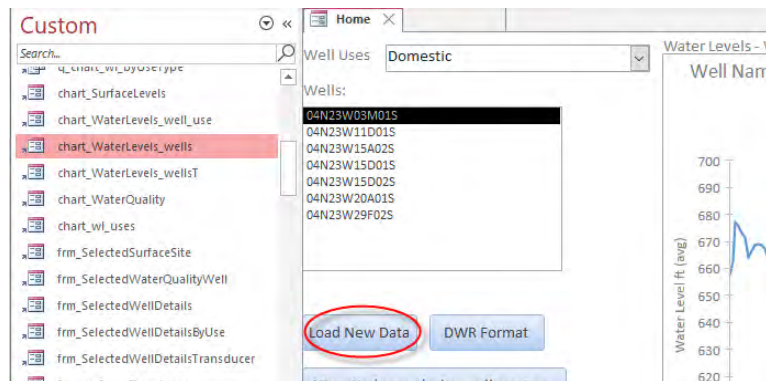 Custom
Search...
q_chart_wl_byUseType
chart_SurfaceLevels
chart_WaterLevels_well_use
chart_WaterLevels_wells
chart_WaterLevels_wellsT
chart_WaterQuality
chart_wl_uses
frm_SelectedSurfaceSite
frm_SelectedWaterQualityWell
frm_SelectedWellDetails
frm_SelectedWellDetailsByUse
frm_SelectedWellDetailsTransducer
Home
Well Uses Domestic
Wells:
04N23W03M01S
04N23W11D01S
04N23W15A02S
04N23W15D01S
04N23W15D02S
04N23W20A01S
04N23W29F02S
Load New Data DWR Format
Water Levels -
Well Nam
Water Level ft (avg)
700
690
680
670
660
650
640
630
620